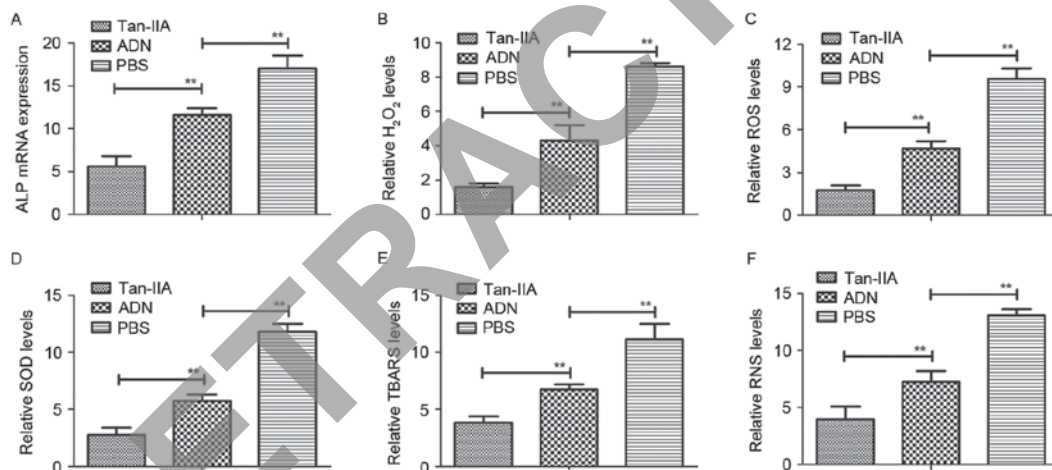 A
Tan-IIA
ADN
PBS
ALP mRNA expression
20
15
10
5
0
**
**
B
Tan-IIA
ADN
PBS
Relative H₂O₂ levels
10
8
6
4
2
0
**
**
C
Tan-IIA
ADN
PBS
Relative ROS levels
12
9
6
3
0
**
**
D
Tan-IIA
ADN
PBS
Relative SOD levels
15
10
5
0
**
**
E
Tan-IIA
ADN
PBS
Relative TBARS levels
15
10
5
0
**
**
F
Tan-IIA
ADN
PBS
Relative RNS levels
15
10
5
0
**
**
ETRAC